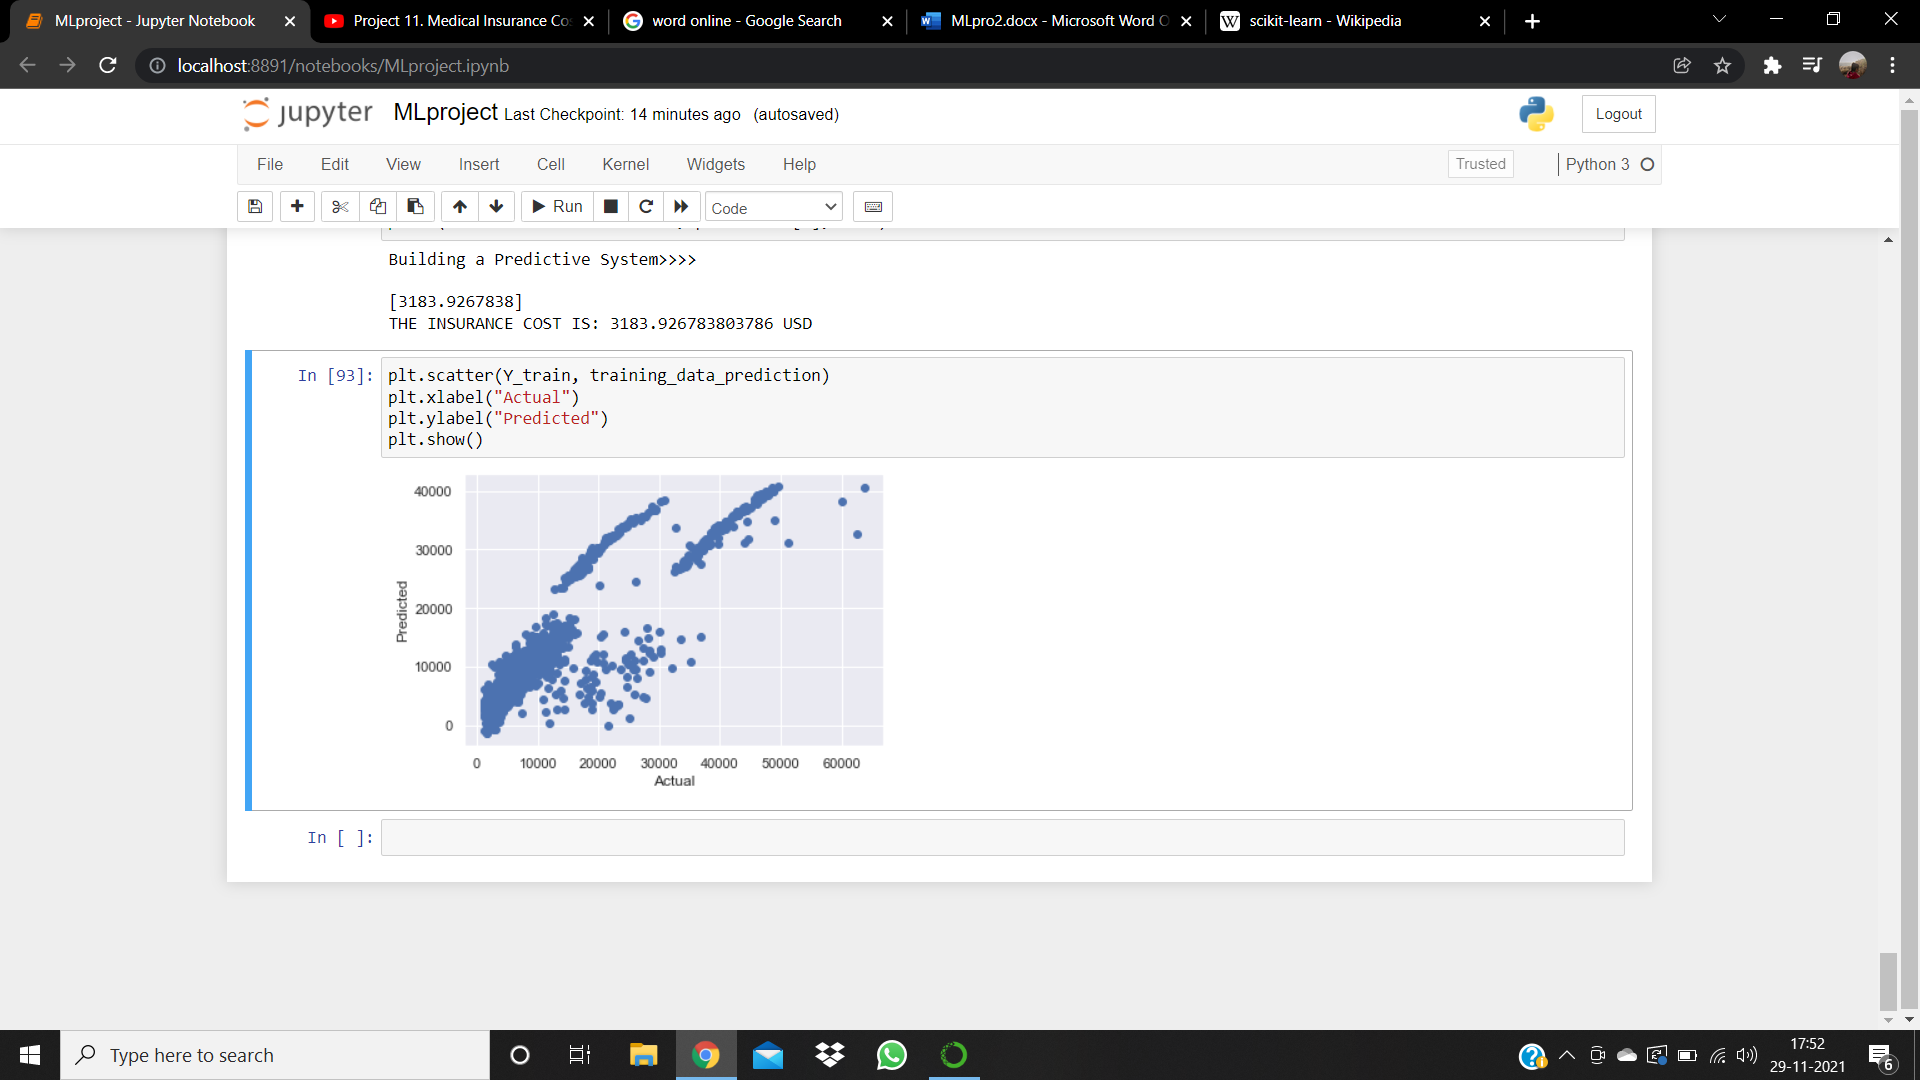 MLproject - Jupyter Notebook
Project 11. Medical Insurance Co
word online - Google Search
MLpro2.docx - Microsoft Word O
scikit-learn - Wikipedia
localhost:8891/notebooks/MLproject.ipynb
jupyter MLproject Last Checkpoint: 14 minutes ago (autosaved)
Logout
File Edit View Insert Cell Kernel Widgets Help
Trusted
Python 3
Run
Code
Building a Predictive System>>>>
[3183.9267838]
THE INSURANCE COST IS: 3183.926783803786 USD
In [93]:
plt.scatter(Y_train, training_data_prediction)
plt.xlabel("Actual")
plt.ylabel("Predicted")
plt.show()
40000
30000
20000
10000
0
Predicted
0 10000 20000 30000 40000 50000 60000
Actual
In [ ]:
Type here to search
17:52
29-11-2021
6